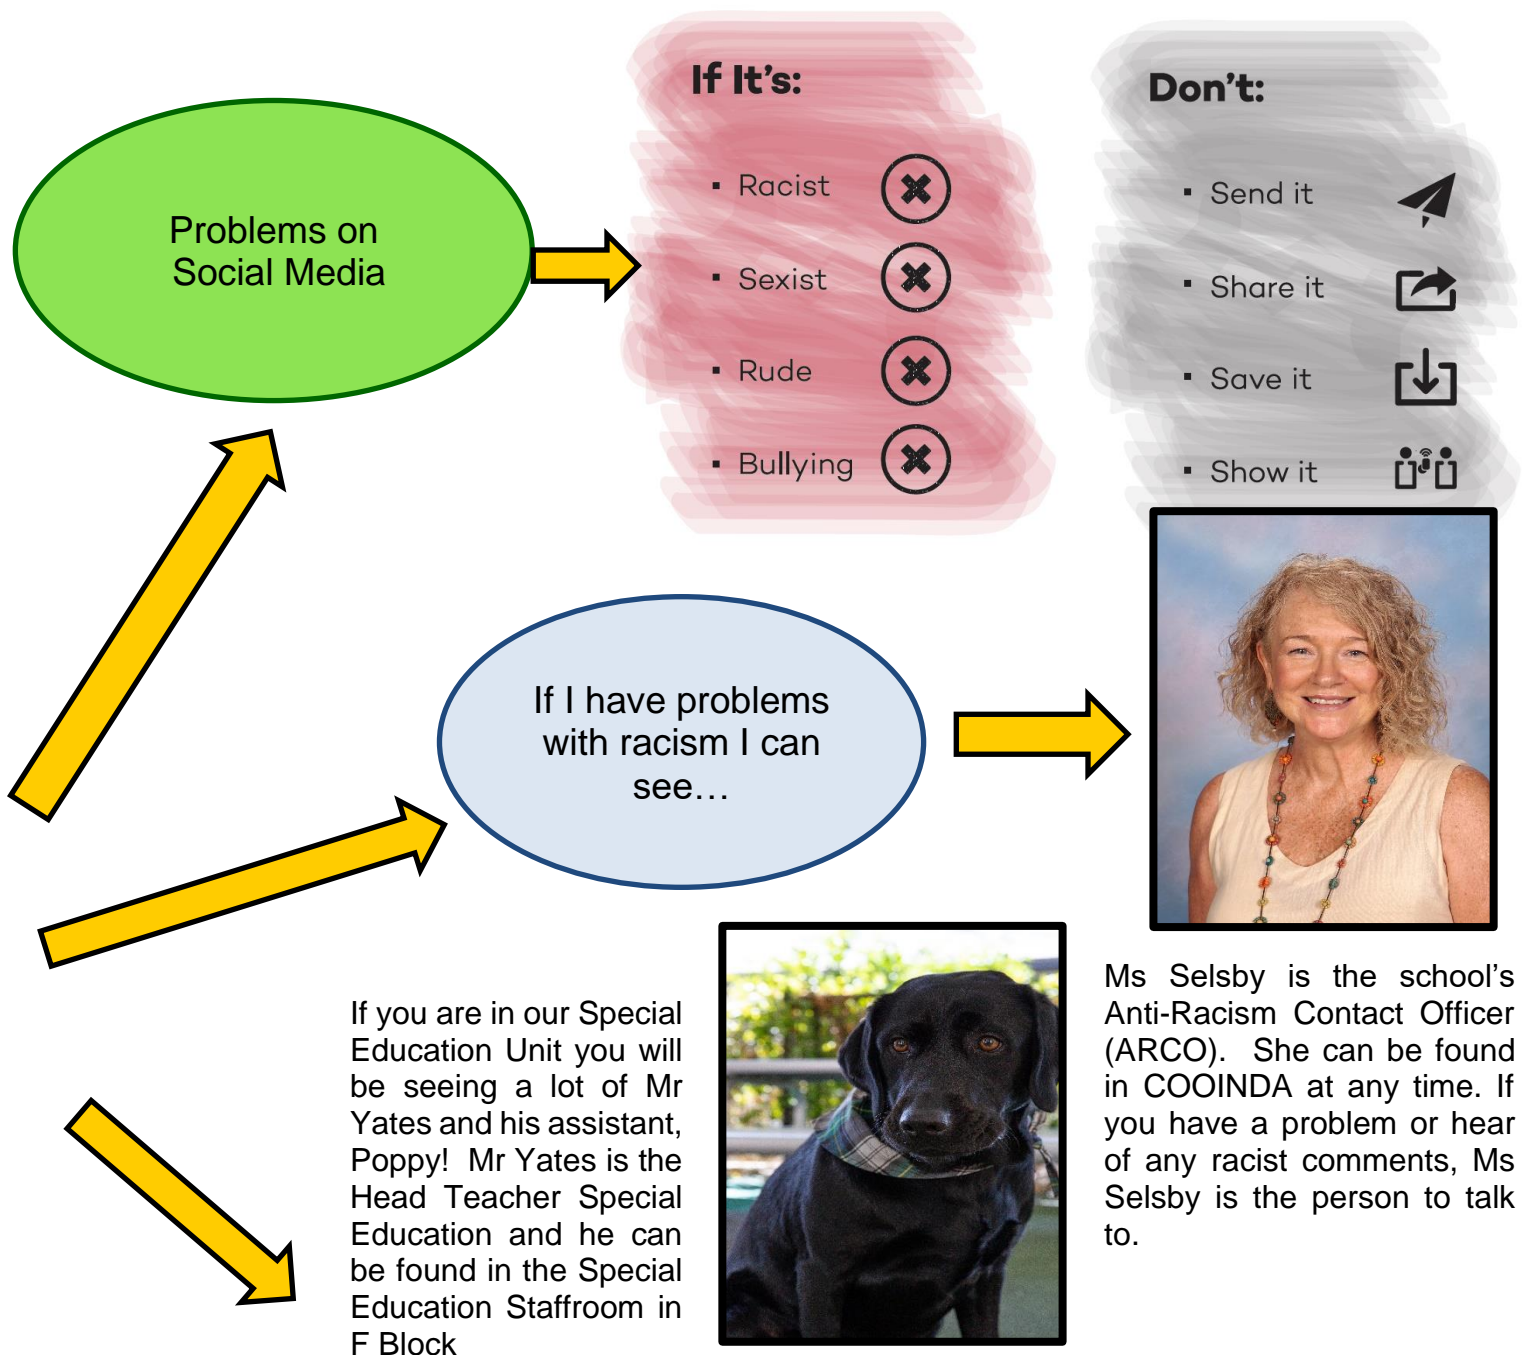 Problems on
Social Media
If It's:
▪ Racist
▪ Sexist
▪ Rude
▪ Bullying
Don't:
▪ Send it
▪ Share it
▪ Save it
▪ Show it
If I have problems
with racism I can
see…
Ms Selsby is the school's
Anti-Racism Contact Officer
(ARCO). She can be found
in COOINDA at any time. If
you have a problem or hear
of any racist comments, Ms
Selsby is the person to talk
to.
If you are in our Special
Education Unit you will
be seeing a lot of Mr
Yates and his assistant,
Poppy! Mr Yates is the
Head Teacher Special
Education and he can
be found in the Special
Education Staffroom in
F Block